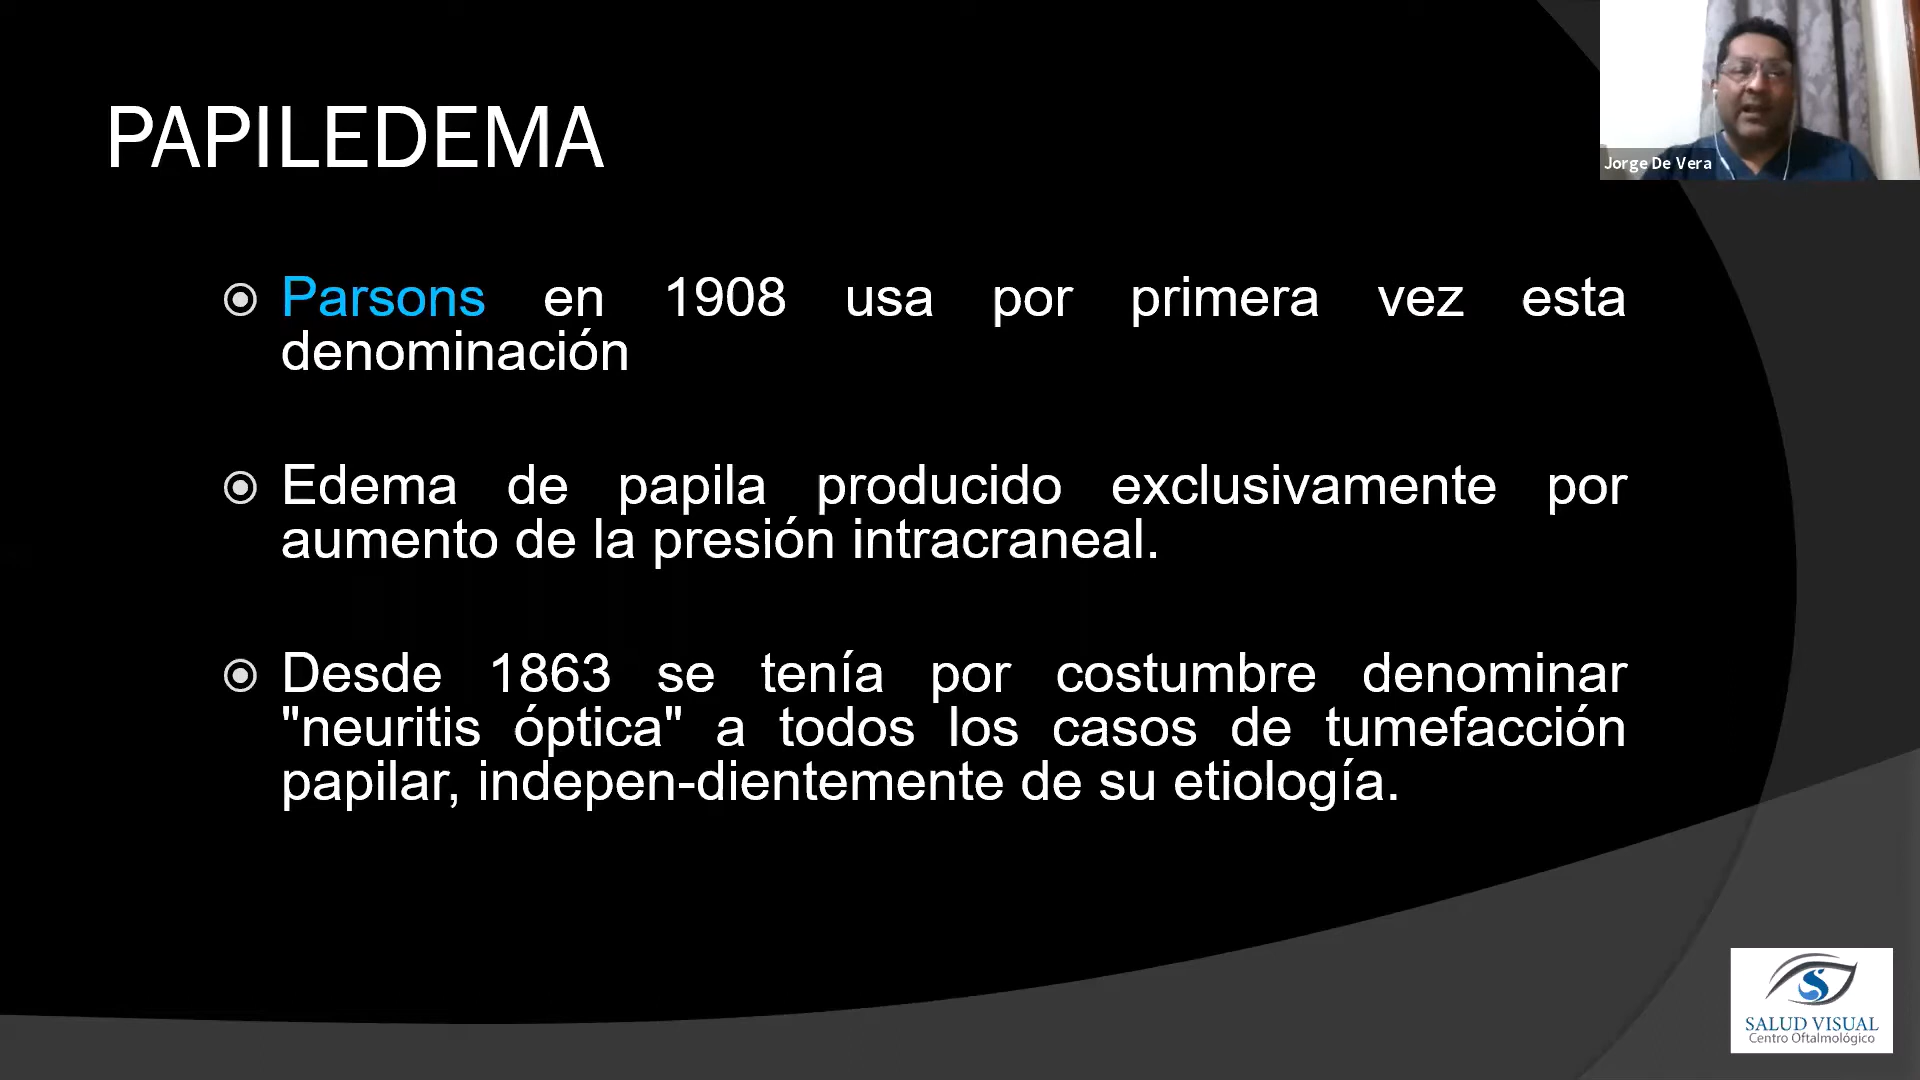 PAPILEDEMA
Jorge De Vera
Parsons en 1908 usa por primera vez esta
denominación
Edema de papila producido exclusivamente por
aumento de la presión intracraneal.
Desde 1863 se tenía por costumbre denominar
"neuritis óptica" a todos los casos de tumefacción
papilar, indepen-dientemente de su etiología.
SALUD VISUAL
Centro Oftalmológico